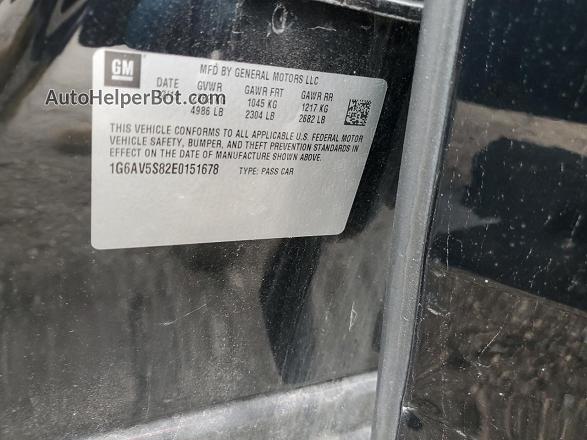 GM
MFD BY GENERAL MOTORS LLC
DATE GVWR GAWR FRT GAWR RR
1045 KG 1217 KG
4986 LB 2304 LB 2682 LB
AutoHelperBot.com
THIS VEHICLE CONFORMS TO ALL APPLICABLE U.S. FEDERAL MOTOR
VEHICLE SAFETY, BUMPER, AND THEFT PREVENTION STANDARDS IN
EFFECT ON THE DATE OF MANUFACTURE SHOWN ABOVE.
1G6AV5S82E0151678 TYPE: PASS CAR